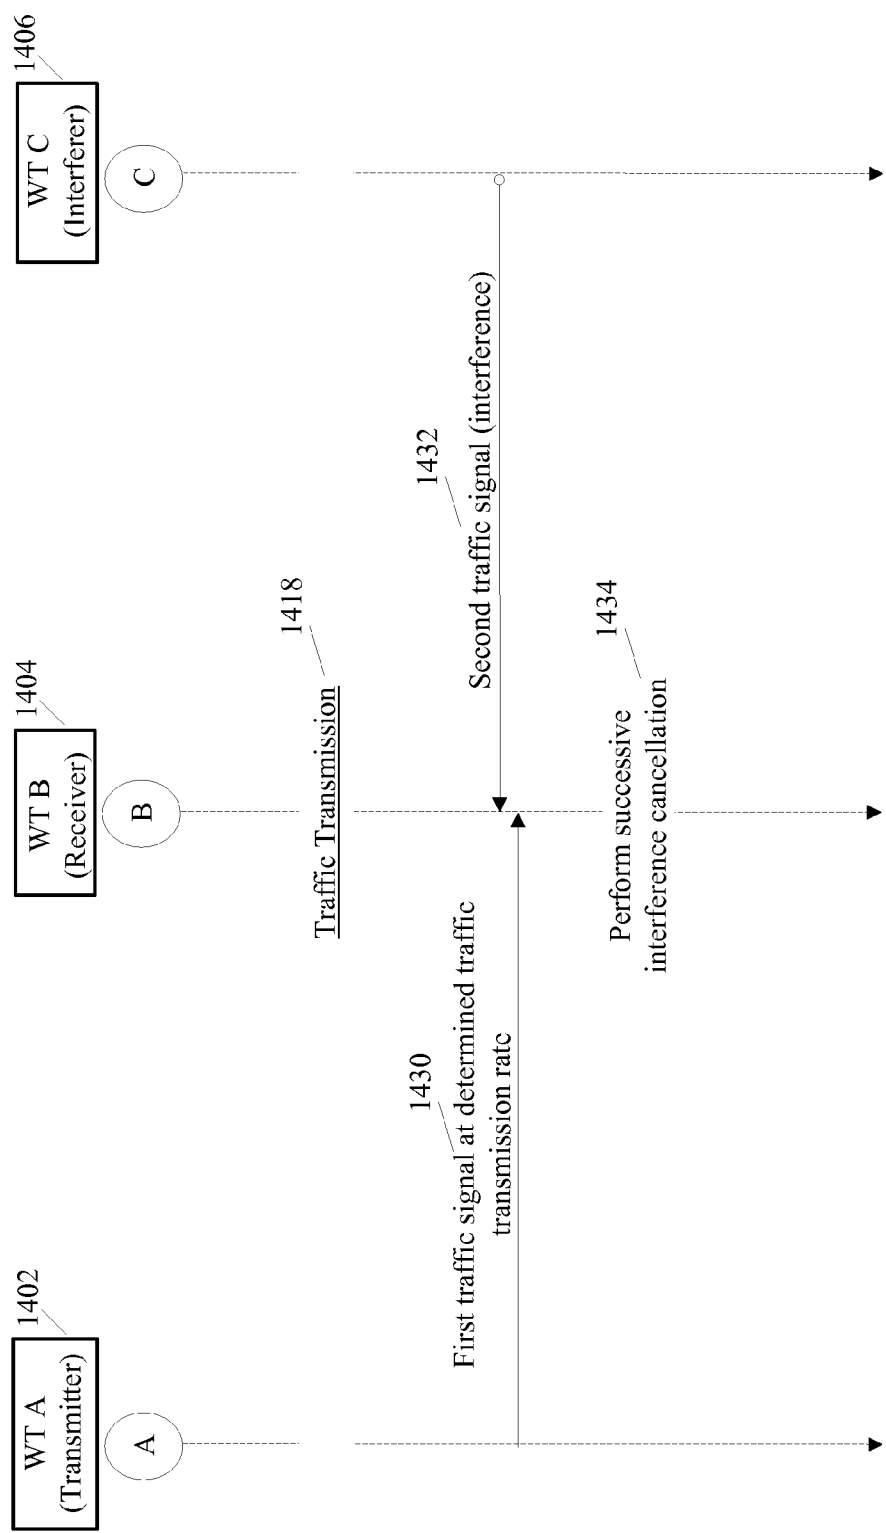 1402
WT A
(Transmitter)
A
1404
WT B
(Receiver)
B
1406
WT C
(Interferer)
C
1418
Traffic Transmission
1430
First traffic signal at determined traffic
transmission rate
1432
Second traffic signal (interference)
1434
Perform successive
interference cancellation